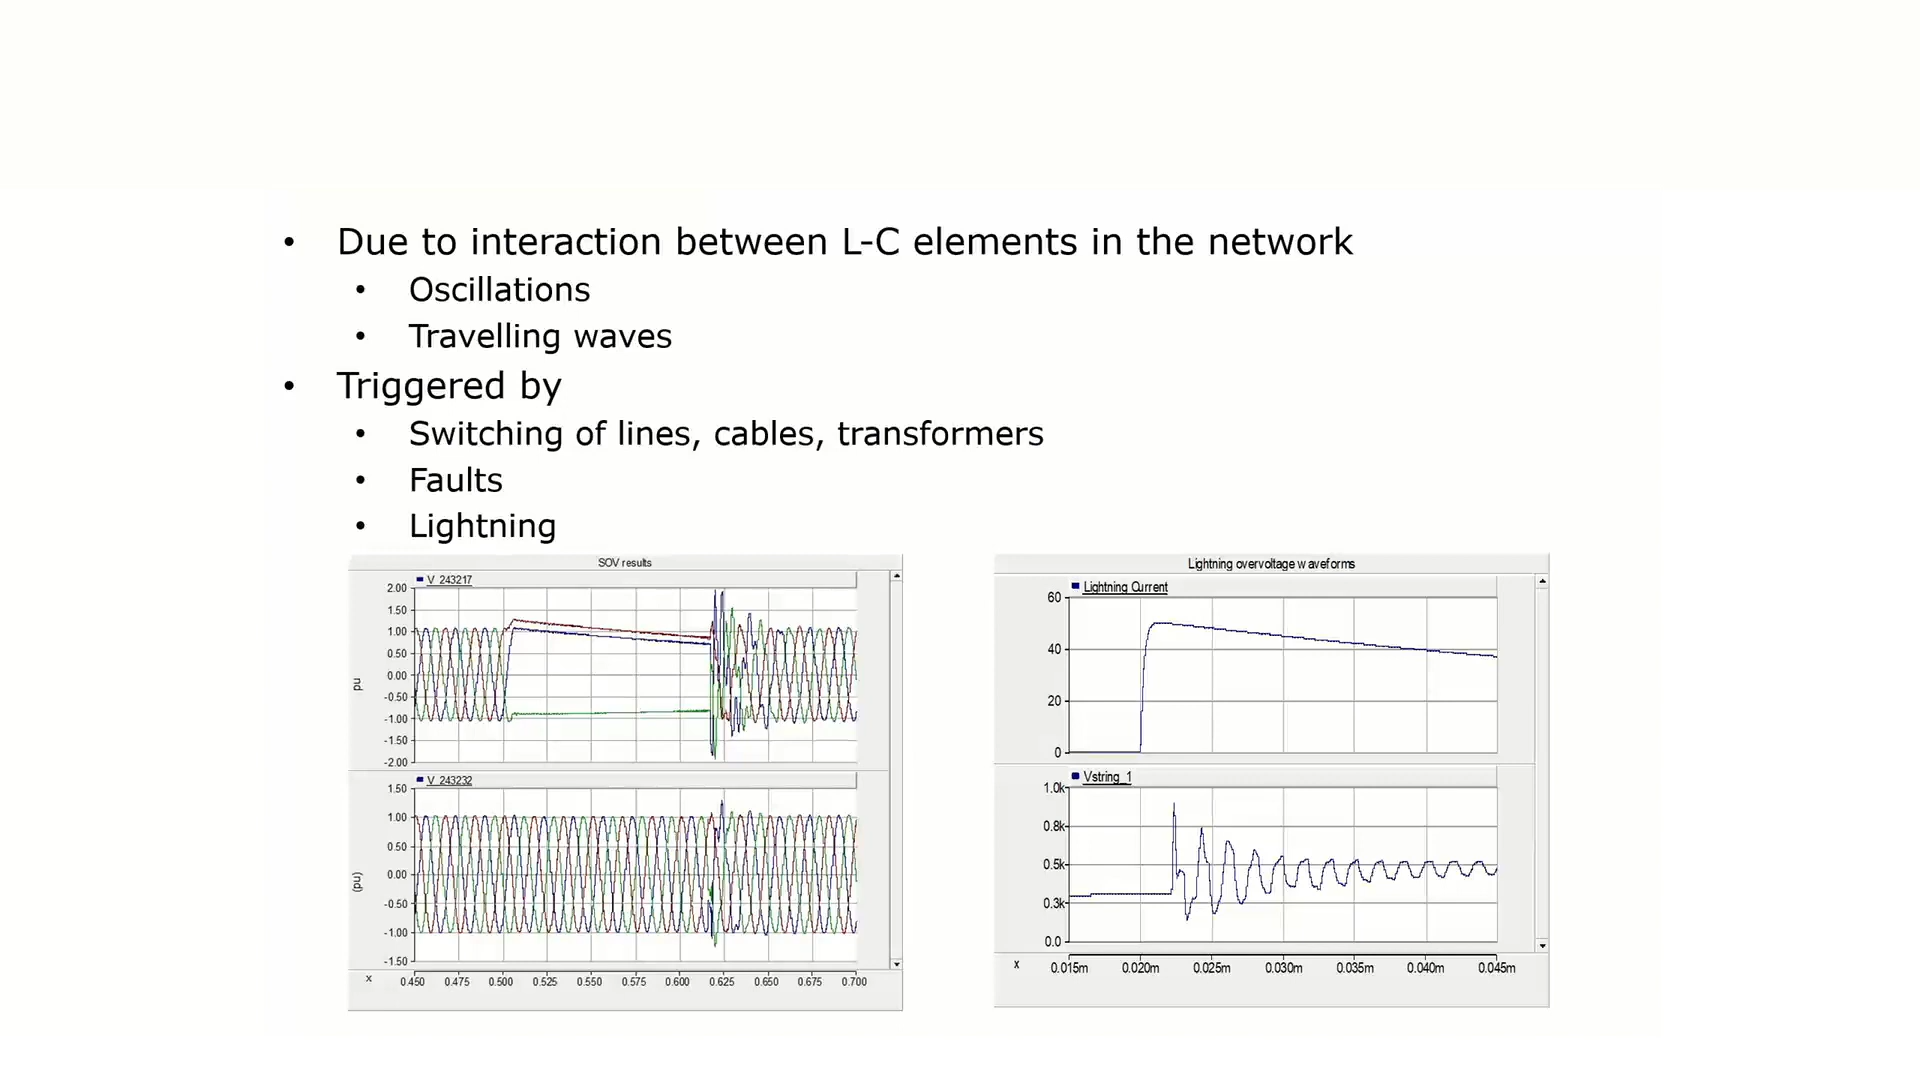 • Due to interaction between L-C elements in the network
• Oscillations
• Travelling waves
• Triggered by
• Switching of lines, cables, transformers
• Faults
• Lightning
SOV results
V_243217
2.00
1.50
1.00
0.50
0.00
-0.50
-1.00
-1.50
-2.00
pu
V_243232
1.50
1.00
0.50
0.00
-0.50
-1.00
-1.50
(pu)
x 0.450 0.475 0.500 0.525 0.550 0.575 0.600 0.625 0.650 0.675 0.700
Lightning overvoltage waveforms
Lightning Current
60
40
20
0
Vstring_1
1.0k
0.8k
0.5k
0.3k
0.0
x 0.015m 0.020m 0.025m 0.030m 0.035m 0.040m 0.045m